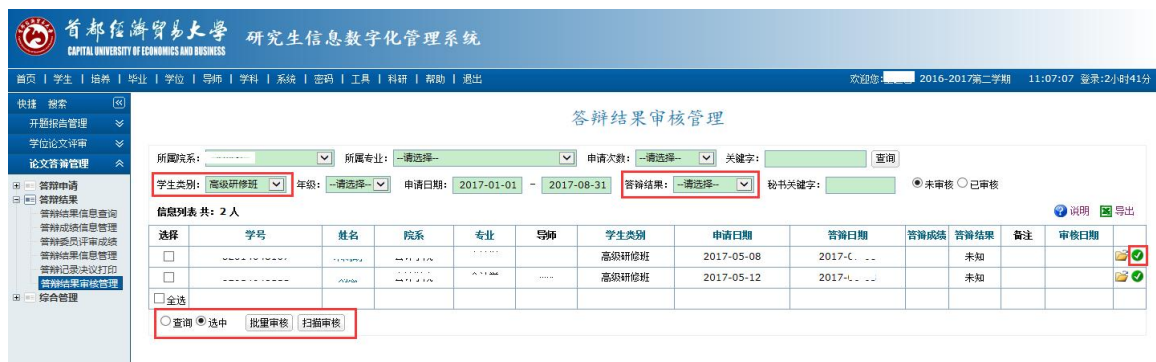 首都经济贸易大学 研究生信息数字化管理系统
CAPITAL UNIVERSITY OF ECONOMICS AND BUSINESS
首页 | 学生 | 培养 | 毕业 | 学位 | 导师 | 学科 | 系统 | 密码 | 工具 | 科研 | 帮助 | 退出 欢迎您: 2016-2017第二学期 11:07:07 登录:2小时41分
快捷 搜索
开题报告管理
学位论文评审
论文答辩管理
答辩申请
答辩结果
答辩结果信息查询
答辩成绩信息管理
答辩委员评审成绩
答辩结果信息管理
答辩记录决议打印
答辩结果审核管理
综合管理
答辩结果审核管理
所属院系: 所属专业: --请选择-- 申请次数: --请选择-- 关键字: 查询
学生类别: 高级研修班 年级: --请选择-- 申请日期: 2017-01-01 - 2017-08-31 答辩结果: --请选择-- 秘书关键字: 未审核 已审核
信息列表 共: 2 人 说明 导出
选择 学号 姓名 院系 专业 导师 学生类别 申请日期 答辩日期 答辩成绩 答辩结果 备注 审核日期
高级研修班 2017-05-08 2017- 未知
高级研修班 2017-05-12 2017- 未知
全选
查询 选中 批量审核 扫描审核